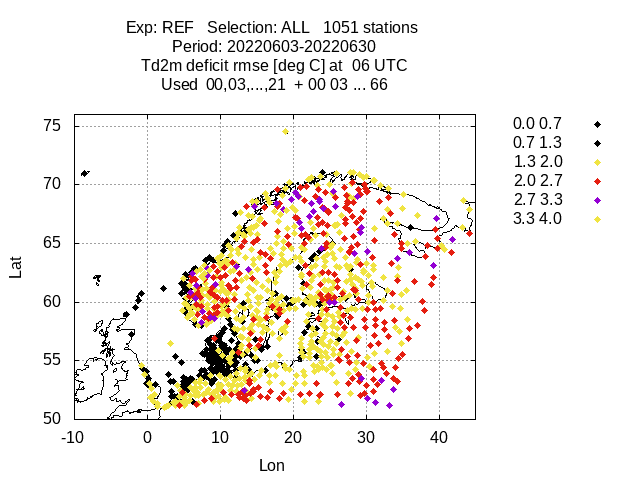 Exp: REF   Selection: ALL   1051 stations
Period: 20220603-20220630
Td2m deficit rmse [deg C] at  06 UTC
Used  00,03,...,21  + 00 03 ... 66
75
70
65
60
55
50
Lat
-10 0 10 20 30 40
Lon
0.0 0.7
0.7 1.3
1.3 2.0
2.0 2.7
2.7 3.3
3.3 4.0